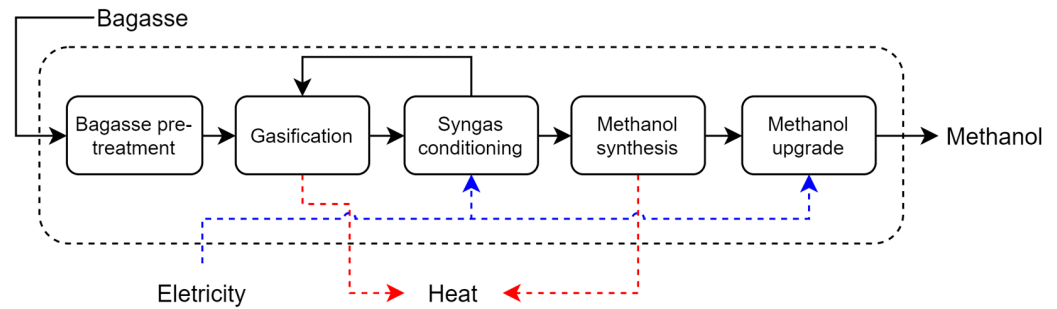 Bagasse
Bagasse pre-
treatment
Gasification
Syngas
conditioning
Methanol
synthesis
Methanol
upgrade
Methanol
Eletricity
Heat